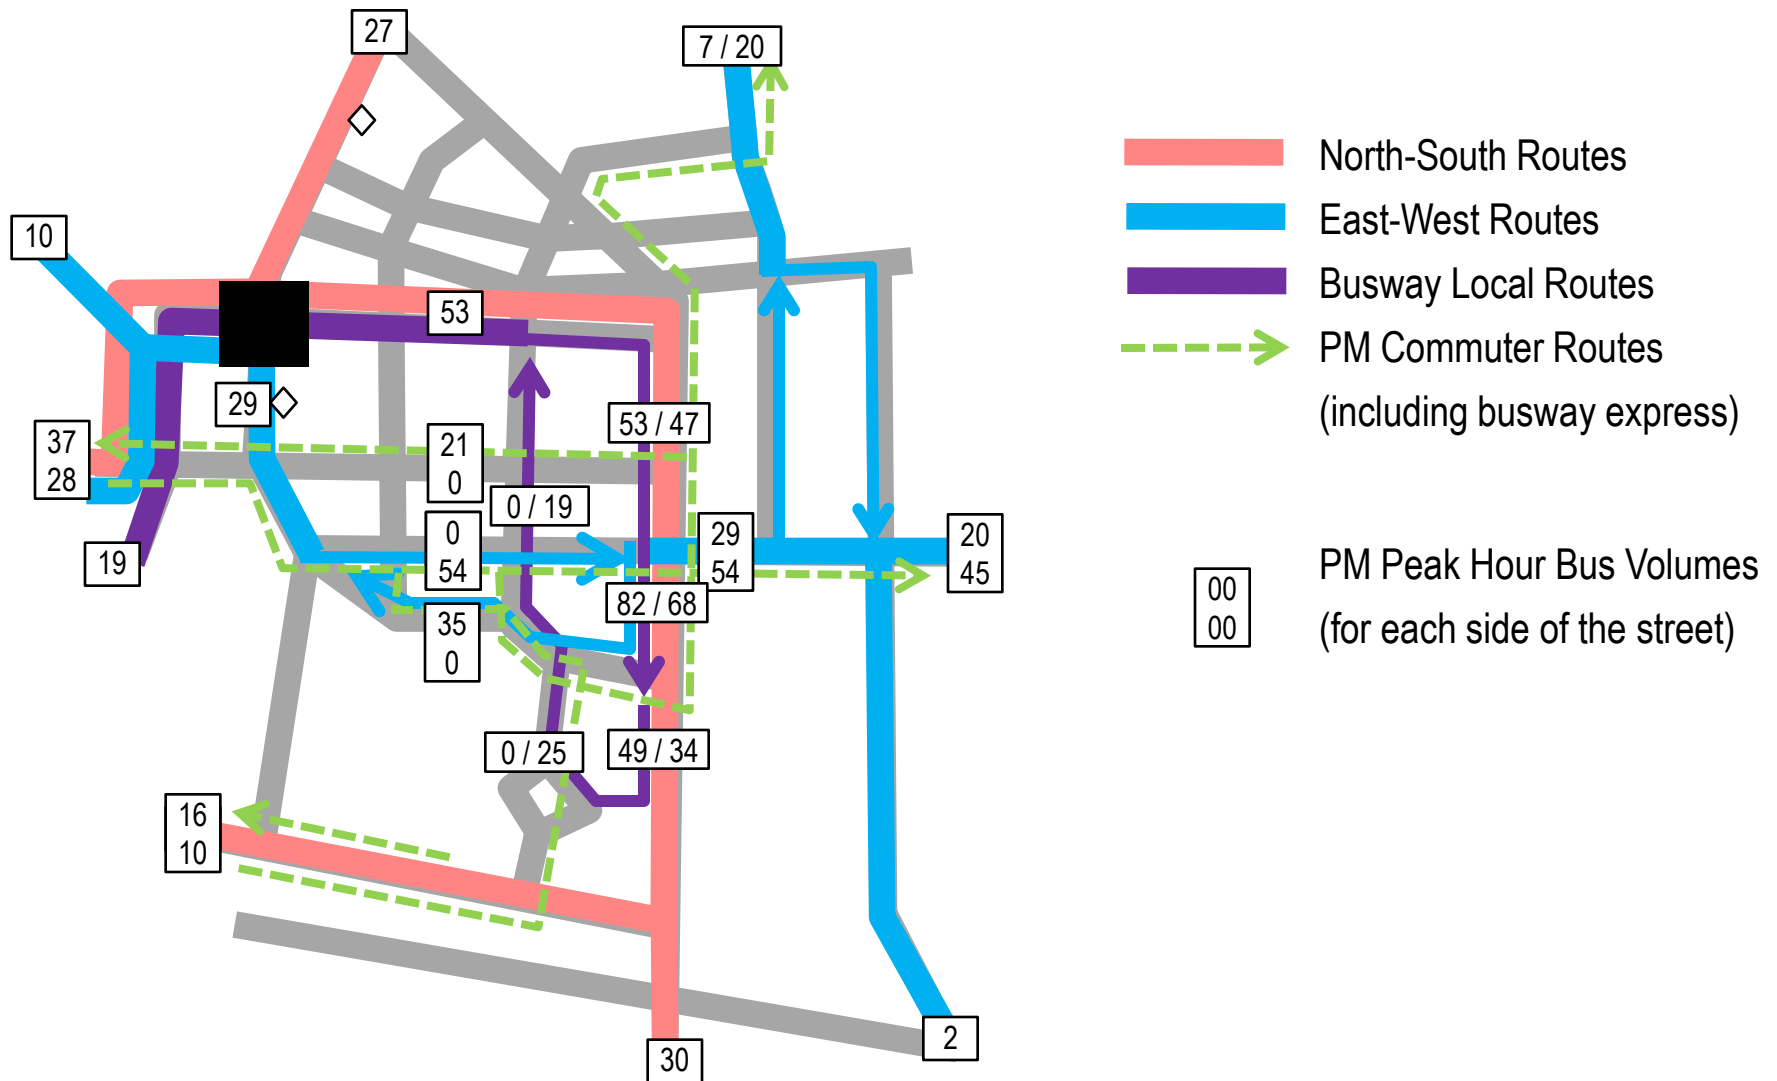 27
7 / 20
10
53
29
53 / 47
37
28
21
0
0 / 19
0
54
29
54
20
45
19
82 / 68
35
0
0 / 25
49 / 34
16
10
30
2
North-South Routes
East-West Routes
Busway Local Routes
PM Commuter Routes
(including busway express)
00
00
PM Peak Hour Bus Volumes
(for each side of the street)